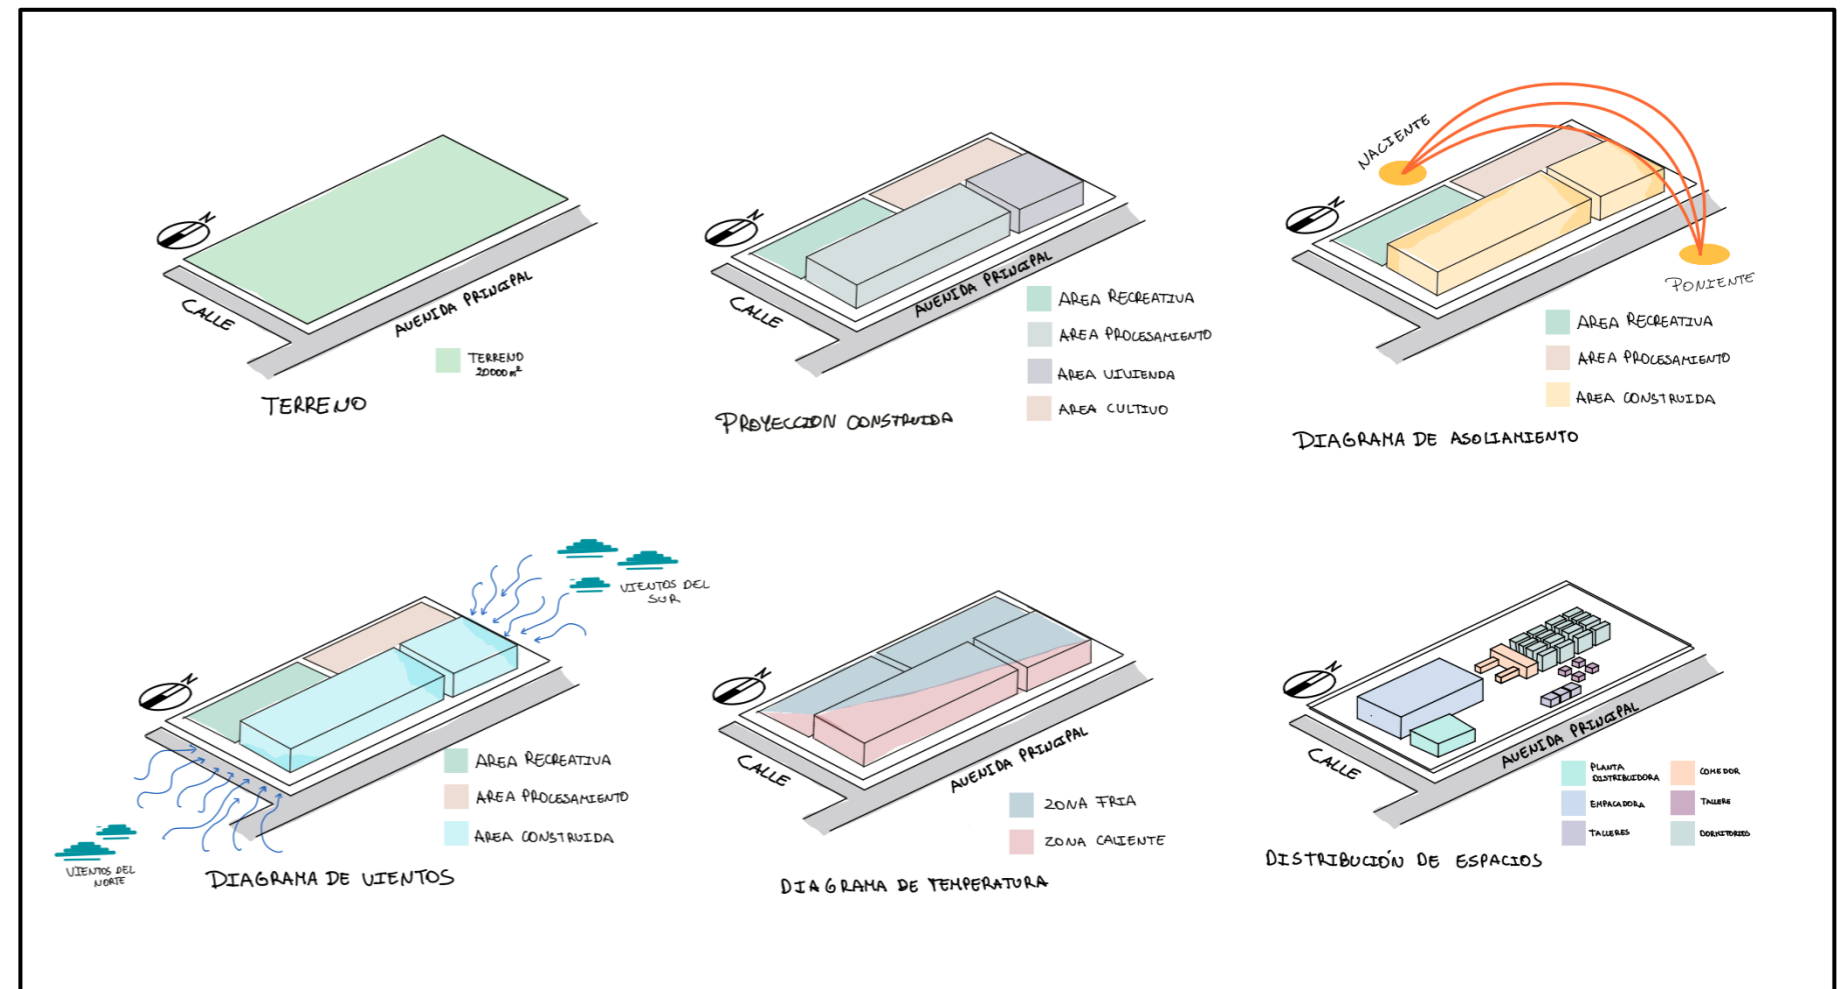 N
CALLE
AVENIDA PRINCIPAL
TERRENO
20000 m²
TERRENO
N
CALLE
AVENIDA PRINCIPAL
AREA RECREATIVA
AREA PROCESAMIENTO
AREA VIVIENDA
AREA CULTIVO
PROYECCION CONSTRUIDA
NACIENTE
N
PONIENTE
AREA RECREATIVA
AREA PROCESAMIENTO
AREA CONSTRUIDA
DIAGRAMA DE ASOLIAMIENTO
VIENTOS DEL
SUR
N
AREA RECREATIVA
AREA PROCESAMIENTO
AREA CONSTRUIDA
VIENTOS DEL
NORTE
DIAGRAMA DE VIENTOS
N
CALLE
AVENIDA PRINCIPAL
ZONA FRIA
ZONA CALIENTE
DIAGRAMA DE TEMPERATURA
N
CALLE
AVENIDA PRINCIPAL
PLANTA
DISTRIBUIDORA
COMEDOR
EMPACADORA
TALLERE
TALLERES
DORMITORIOS
DISTRIBUCIÓN DE ESPACIOS